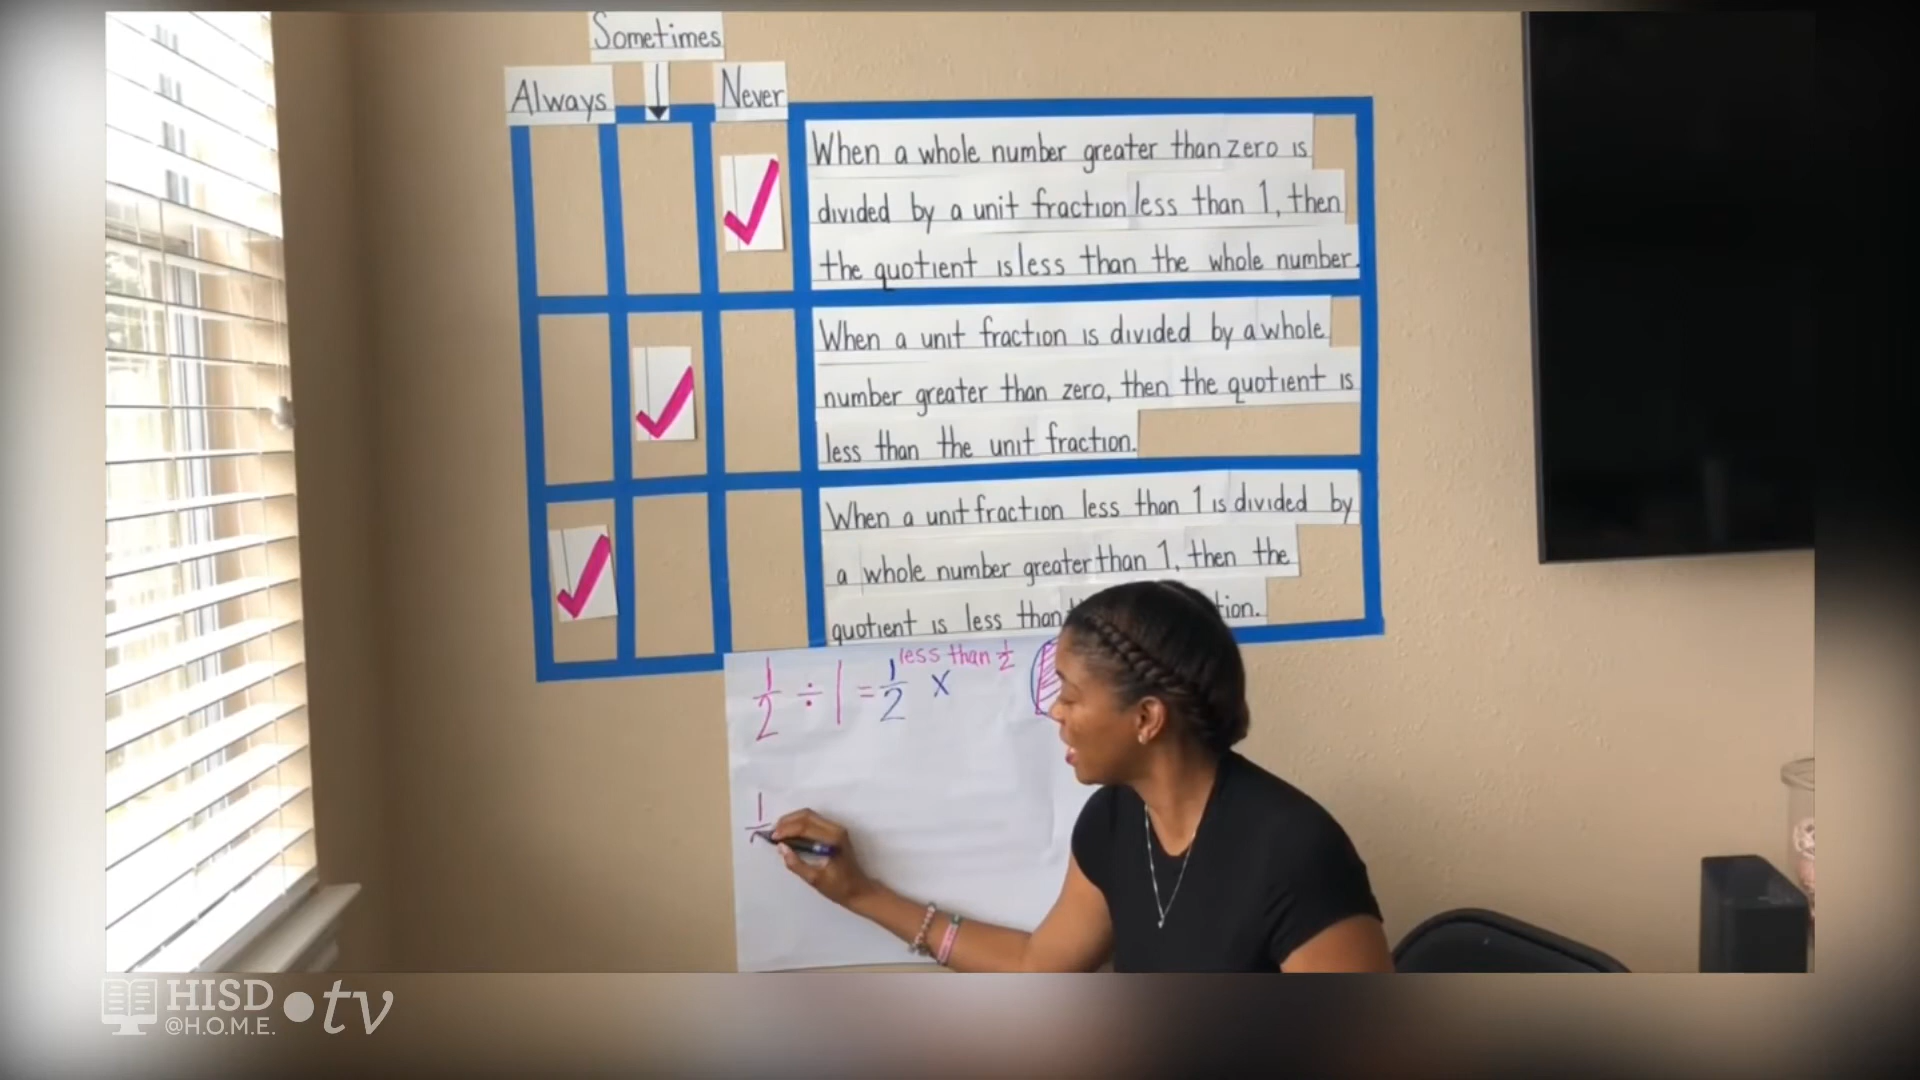 Sometimes
Always
Never
When a whole number greater than zero is
divided by a unit fraction less than 1, then
the quotient is less than the whole number.
When a unit fraction is divided by a whole
number greater than zero, then the quotient is
less than the unit fraction.
When a unit fraction less than 1 is divided by
a whole number greater than 1, then the
quotient is less than
less than 1/2
1/2 ÷ 1 = 1/2 x
1
HISD
@H.O.M.E.
tv